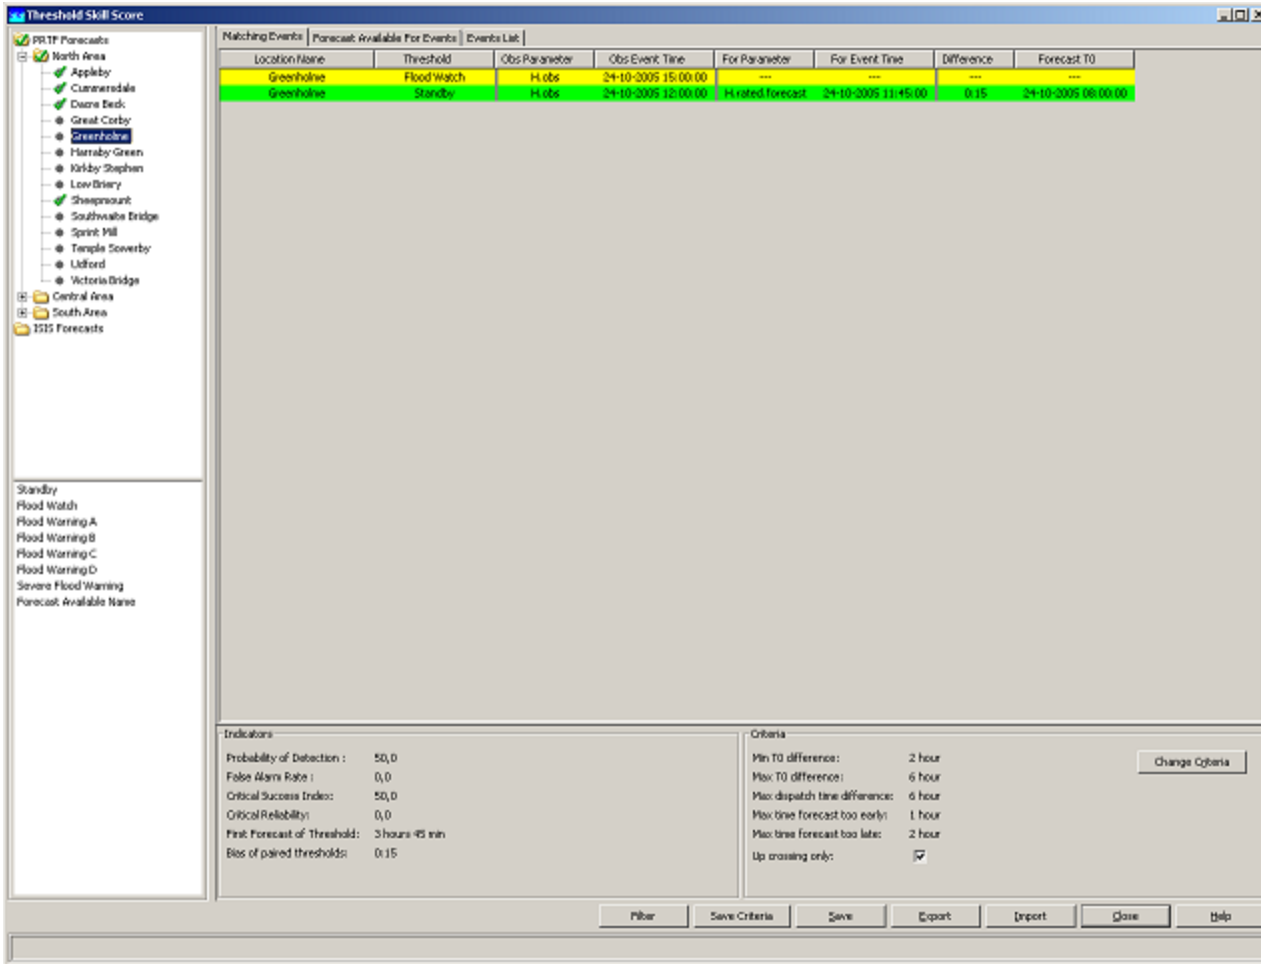 Threshold Skill Score
PRTF Forecasts
North Area
Appleby
Cummersdale
Dacre Beck
Great Corby
Greenholme
Harraby Green
Kirkby Stephen
Low Briery
Sheepmount
Southwaite Bridge
Sprint Mill
Temple Sowerby
Udford
Victoria Bridge
Central Area
South Area
ISIS Forecasts
Standby
Flood Watch
Flood Warning A
Flood Warning B
Flood Warning C
Flood Warning D
Severe Flood Warning
Forecast Available Name
Matching Events Forecast Available For Events Events List
Location Name Threshold Obs Parameter Obs Event Time For Parameter For Event Time Difference Forecast T0
Greenholme Flood Watch H.obs 24-10-2005 15:00:00 --- --- --- ---
Greenholme Standby H.obs 24-10-2005 12:00:00 H.rated.forecast 24-10-2005 11:45:00 0:15 24-10-2005 08:00:00
Indicators
Probability of Detection : 50,0
False Alarm Rate : 0,0
Critical Success Index: 50,0
Critical Reliability: 0,0
First Forecast of Threshold: 3 hours 45 min
Bias of paired thresholds: 0:15
Criteria
Min T0 difference: 2 hour
Max T0 difference: 6 hour
Max dispatch time difference: 6 hour
Max time forecast too early: 1 hour
Max time forecast too late: 2 hour
Up crossing only:
Change Criteria
Filter Save Criteria Save Export Import Close Help